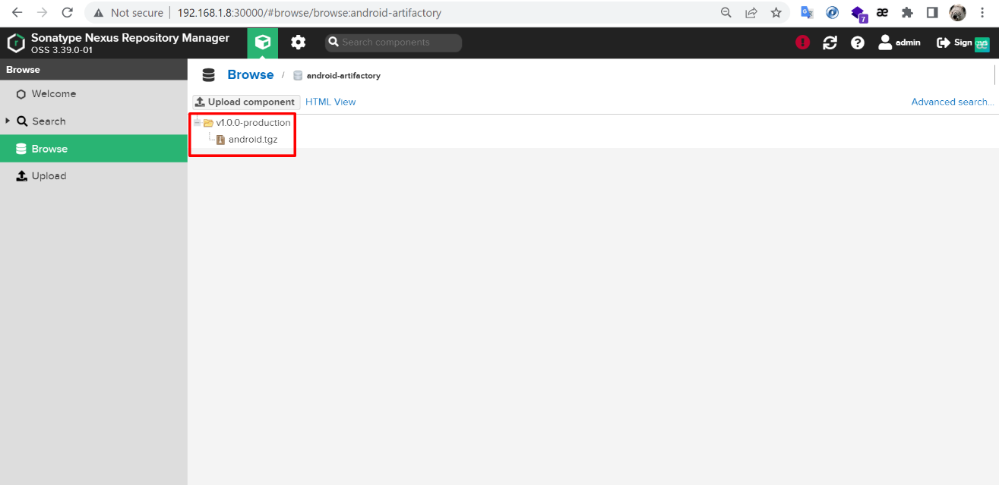 Not secure 192.168.1.8:30000/#browse/browse:android-artifactory
7
æ
Sonatype Nexus Repository Manager
OSS 3.39.0-01
Search components
admin
Sign
æ
Browse
Welcome
Search
Browse
Upload
Browse / android-artifactory
Upload component HTML View Advanced search...
v1.0.0-production
android.tgz